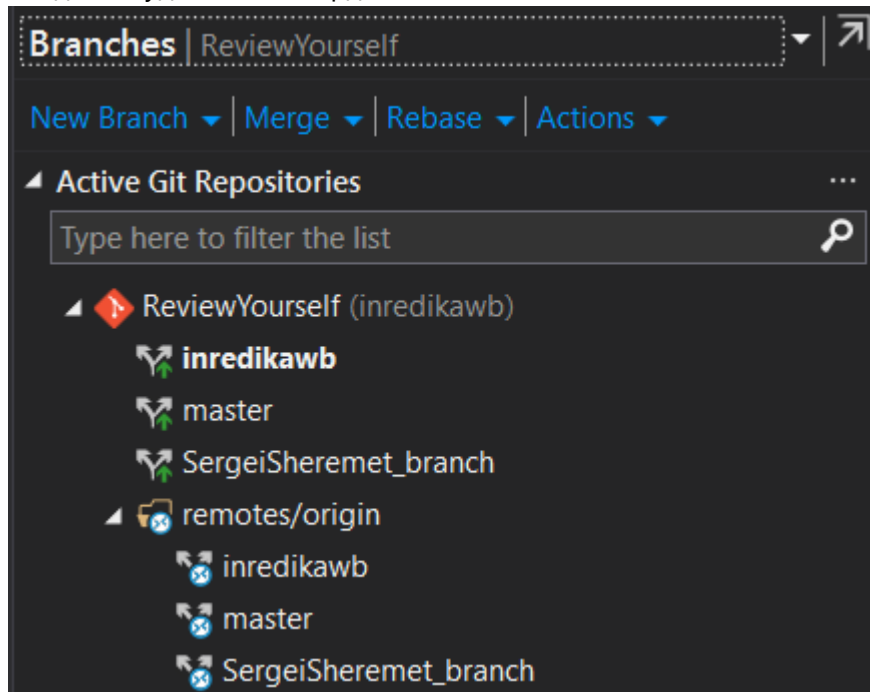 Branches | ReviewYourself
New Branch | Merge | Rebase | Actions
Active Git Repositories
Type here to filter the list
ReviewYourself (inredikawb)
inredikawb
master
SergeiSheremet_branch
remotes/origin
inredikawb
master
SergeiSheremet_branch